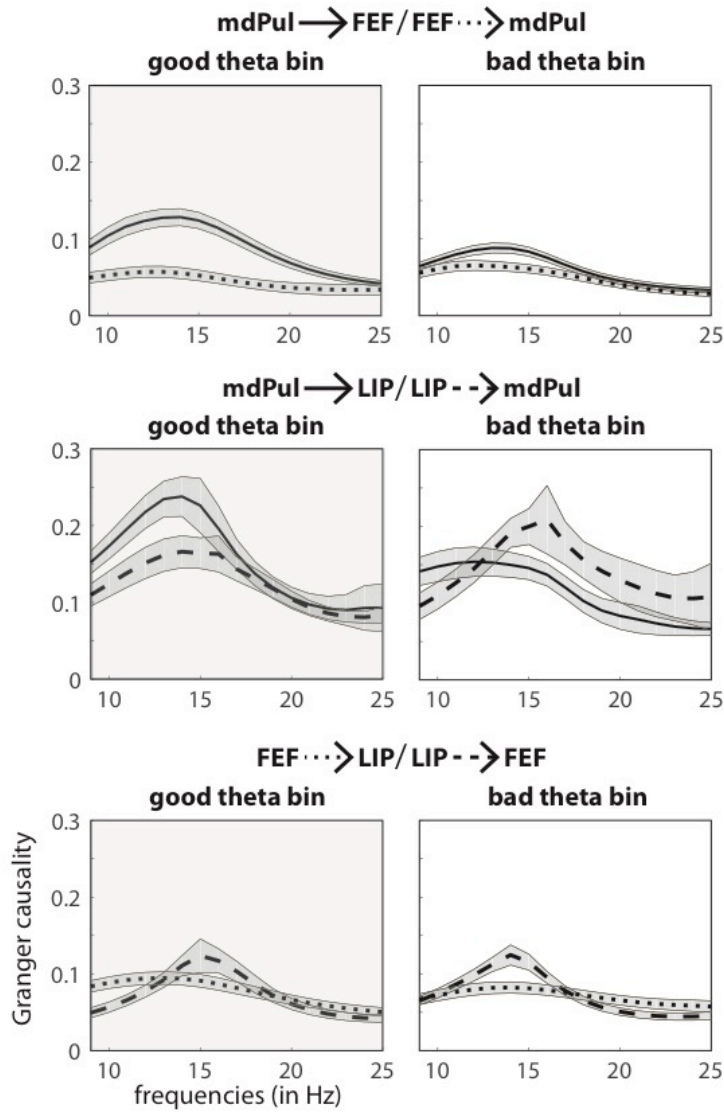 mdPul → FEF / FEF ····> mdPul
good theta bin bad theta bin
0.3
0.2
0.1
0
10 15 20 25 10 15 20 25
mdPul → LIP / LIP --> mdPul
good theta bin bad theta bin
0.3
0.2
0.1
0
10 15 20 25 10 15 20 25
FEF ····> LIP / LIP --> FEF
good theta bin bad theta bin
0.3
0.2
0.1
0
Granger causality
10 15 20 25 10 15 20 25
frequencies (in Hz)